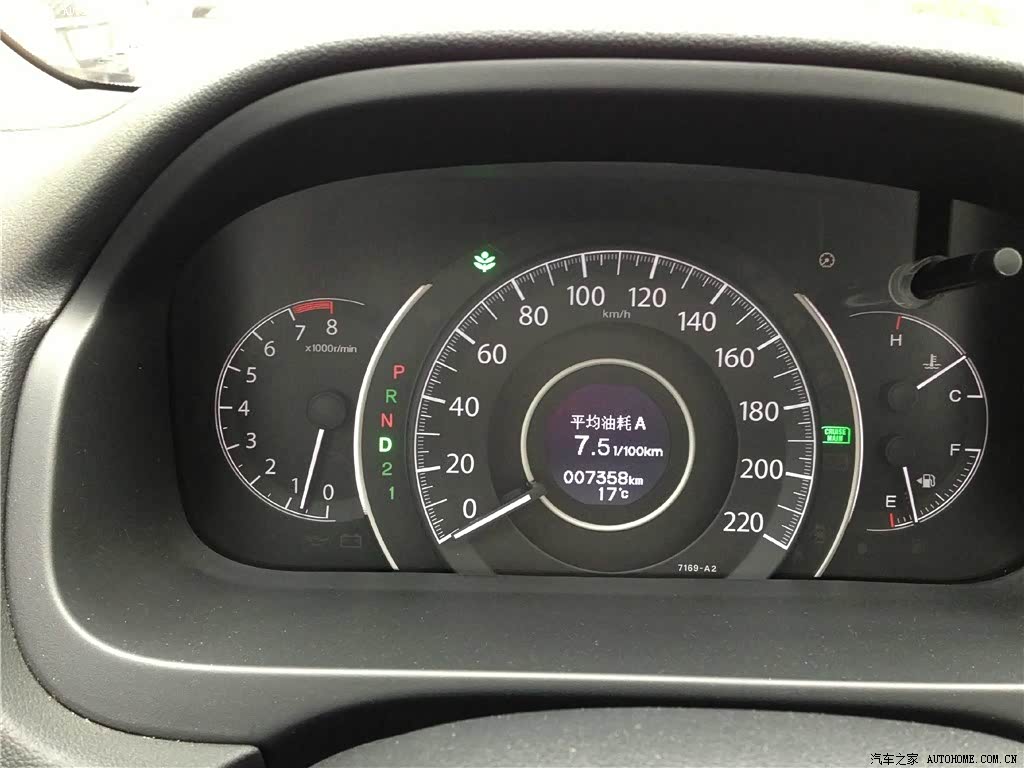 8
7
6
5
4
3
2
1
0
x1000r/min
P
R
N
D
2
1
0
20
40
60
80
100
120
140
160
180
200
220
km/h
平均油耗 A
7.5 l/100km
007358 km
17°C
CRUISE
MAIN
H
C
F
E
7169-A2
汽车之家 AUTOHOME.COM.CN